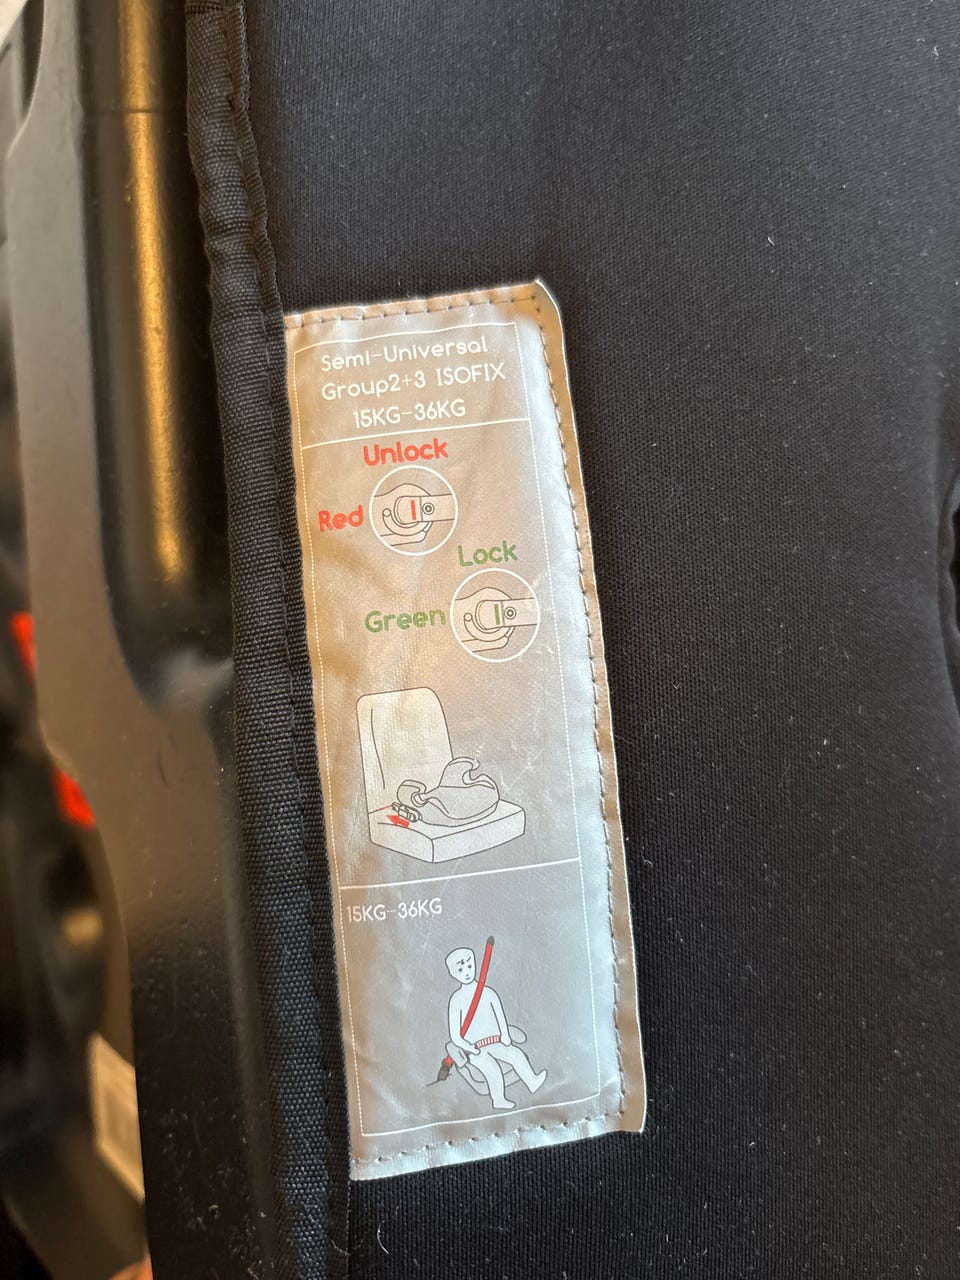 Semi-Universal
Group2+3 ISOFIX
15KG-36KG
Unlock
Red
Lock
Green
15KG-36KG